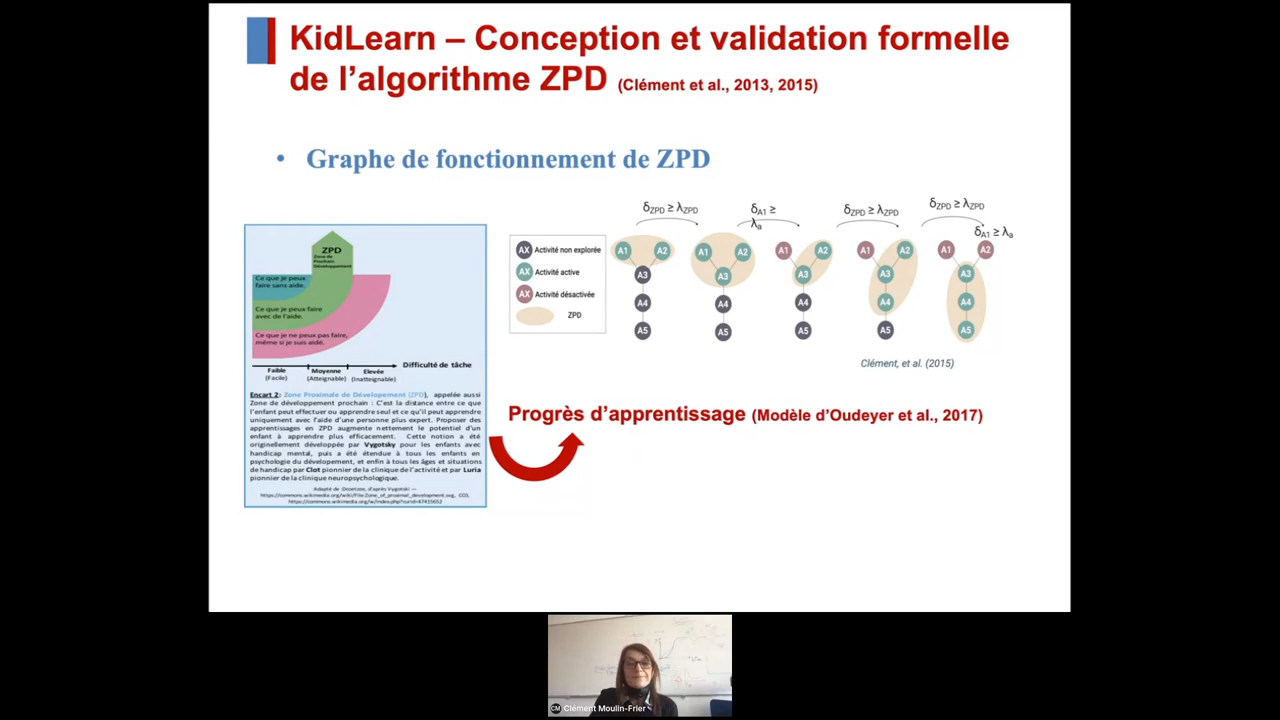 KidLearn – Conception et validation formelle
de l'algorithme ZPD (Clément et al., 2013, 2015)
• Graphe de fonctionnement de ZPD
ZPD
Zone de
Prochain
Développement
Ce que je peux
faire sans aide.
Ce que je peux faire
avec de l'aide.
Ce que je ne peux pas faire,
même si je suis aidé.
Difficulté de tâche
Faible Moyenne Elevée
(Facile) (Atteignable) (Inatteignable)
Encart 2: Zone Proximale de Dévelopement (ZPD), appelée aussi
Zone de développement prochain : C'est la distance entre ce que
l'enfant peut effectuer ou apprendre seul et ce qu'il peut apprendre
uniquement avec l'aide d'une personne plus expert. Proposer des
apprentissages en ZPD augmente nettement le potentiel d'un
enfant à apprendre plus efficacement. Cette notion a été
originellement développée par Vygotsky pour les enfants avec
handicap mental, puis a été étendue à tous les enfants en
psychologie du dévelopement, et enfin à tous les âges et situations
de handicap par Clot pionnier de la clinique de l'activité et par Luria
pionnier de la clinique neuropsychologique.
Adapté de :Dcoetzee, d'après Vygotski —
https://commons.wikimedia.org/wiki/File:Zone_of_proximal_development.svg, CC0,
https://commons.wikimedia.org/w/index.php?curid=47415652
AX Activité non explorée
AX Activité active
AX Activité désactivée
ZPD
δZPD ≥ λZPD
δA1 ≥
λa
δZPD ≥ λZPD
δZPD ≥ λZPD
δA1 ≥ λa
A1 A2 A1 A2 A1 A2 A1 A2 A1 A2
A3 A3 A3 A3 A3
A4 A4 A4 A4 A4
A5 A5 A5 A5 A5
Clément, et al. (2015)
Progrès d'apprentissage (Modèle d'Oudeyer et al., 2017)
CM Clément Moulin-Frier